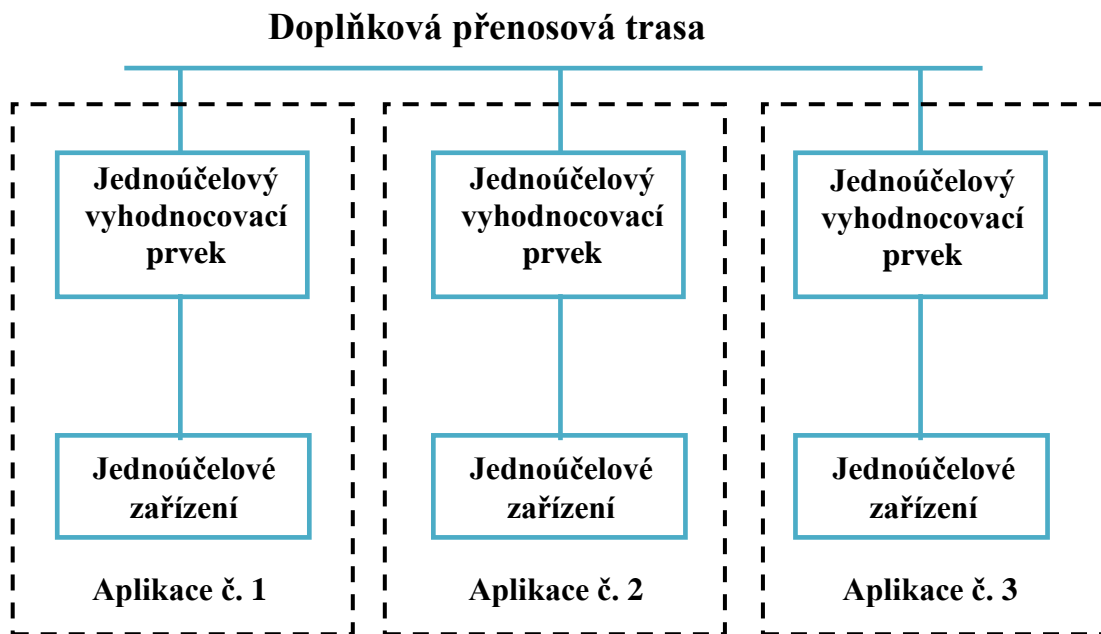 Doplňková přenosová trasa
Jednoúčelový
vyhodnocovací
prvek
Jednoúčelové
zařízení
Aplikace č. 1
Jednoúčelový
vyhodnocovací
prvek
Jednoúčelové
zařízení
Aplikace č. 2
Jednoúčelový
vyhodnocovací
prvek
Jednoúčelové
zařízení
Aplikace č. 3